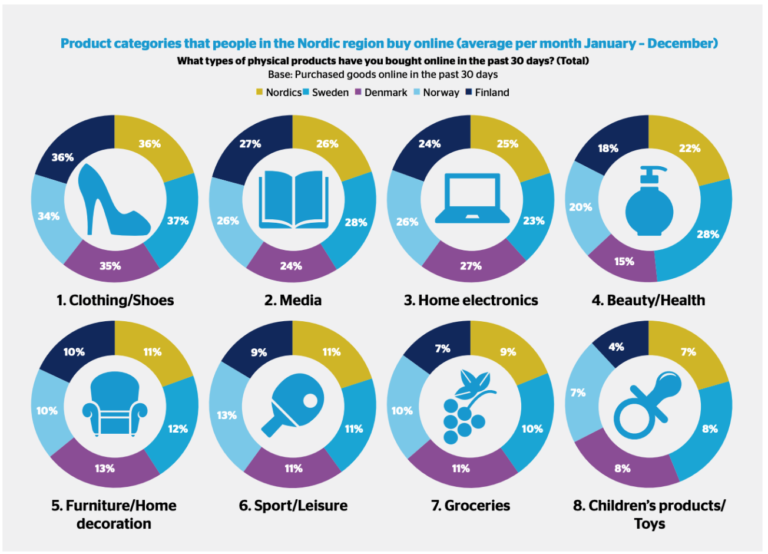 Product categories that people in the Nordic region buy online (average per month January – December)
What types of physical products have you bought online in the past 30 days? (Total)
Base: Purchased goods online in the past 30 days
Nordics Sweden Denmark Norway Finland
36% 36% 34% 37% 35%
27% 26% 26% 28% 24%
24% 25% 26% 23% 27%
18% 22% 20% 28% 15%
1. Clothing/Shoes
2. Media
3. Home electronics
4. Beauty/Health
10% 11% 10% 12% 13%
9% 11% 13% 11% 11%
7% 9% 10% 10% 11%
4% 7% 7% 8% 8%
5. Furniture/Home
decoration
6. Sport/Leisure
7. Groceries
8. Children's products/
Toys